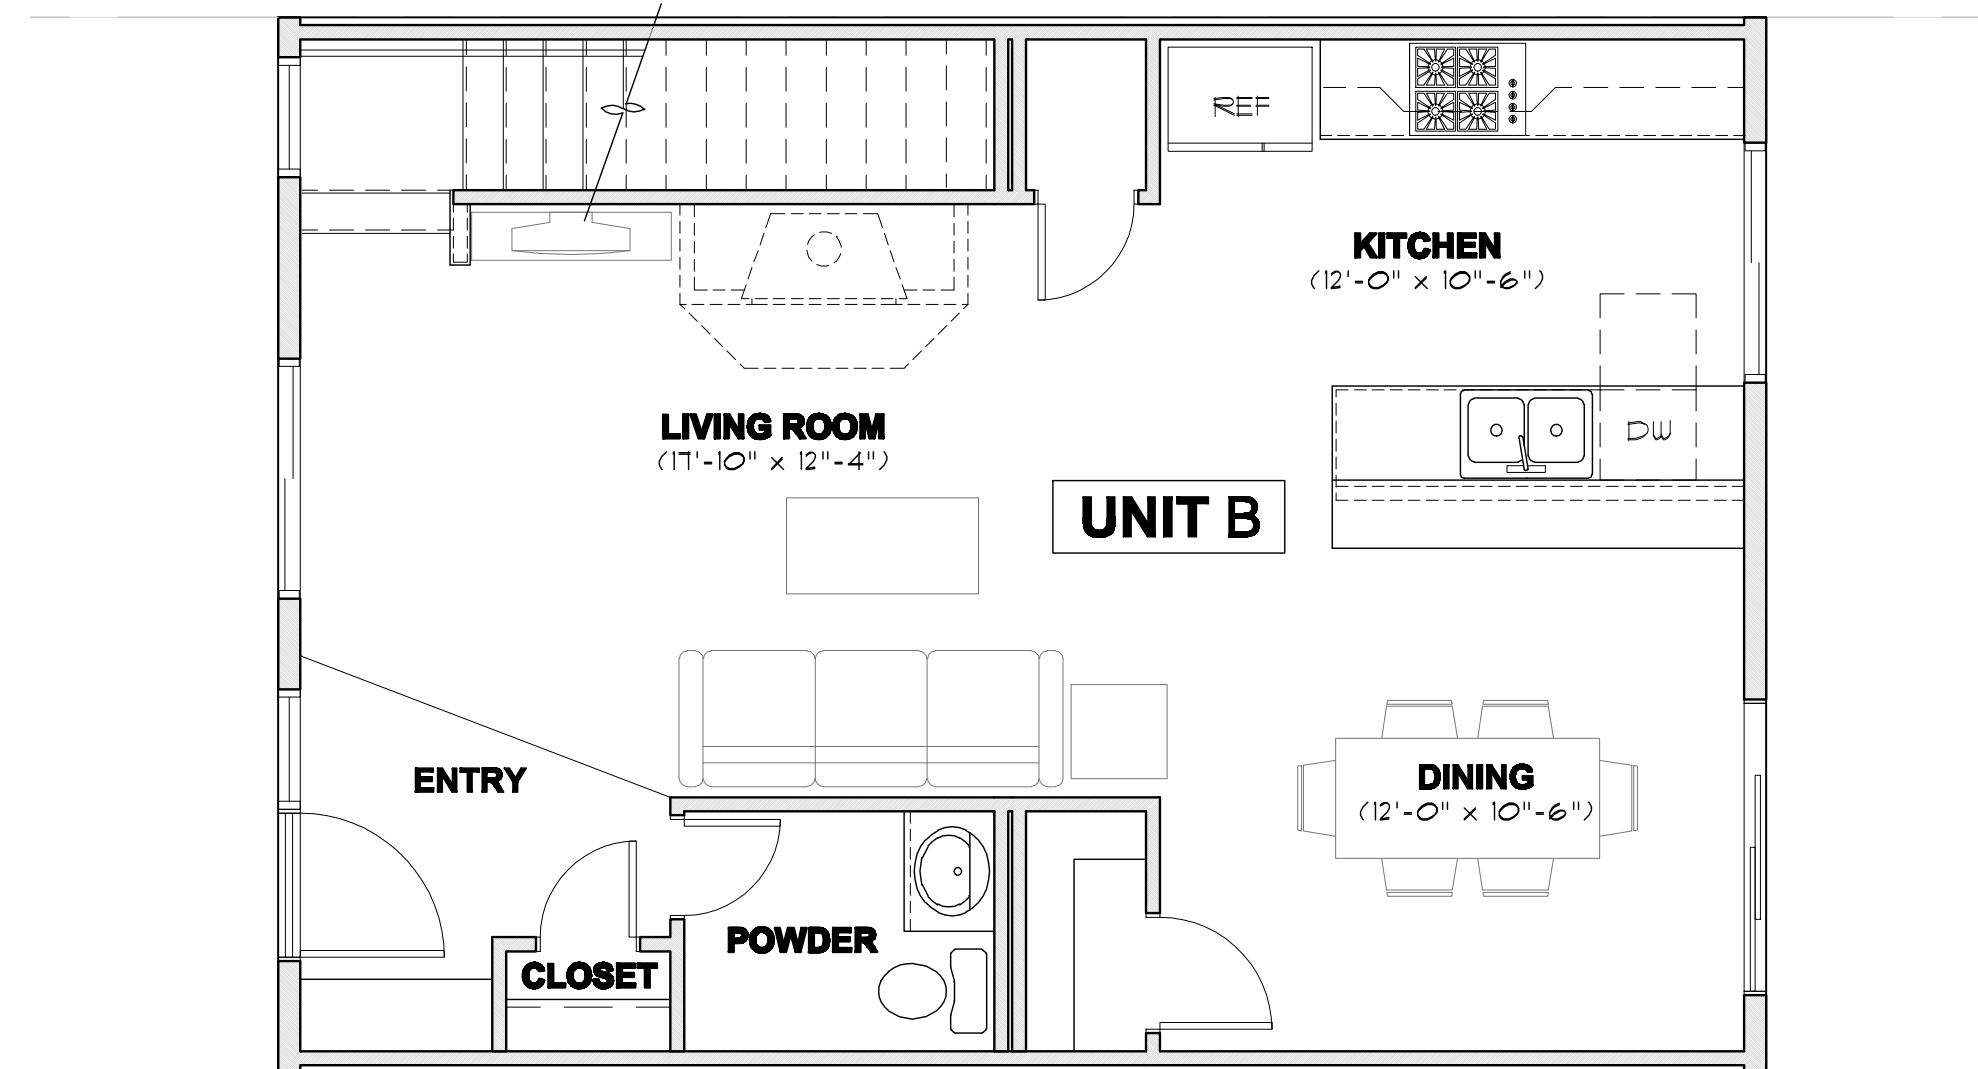 REF
KITCHEN
(12'-0" x 10"-6")
LIVING ROOM
(17'-10" x 12"-4")
DW
UNIT B
ENTRY
DINING
(12'-0" x 10"-6")
POWDER
CLOSET